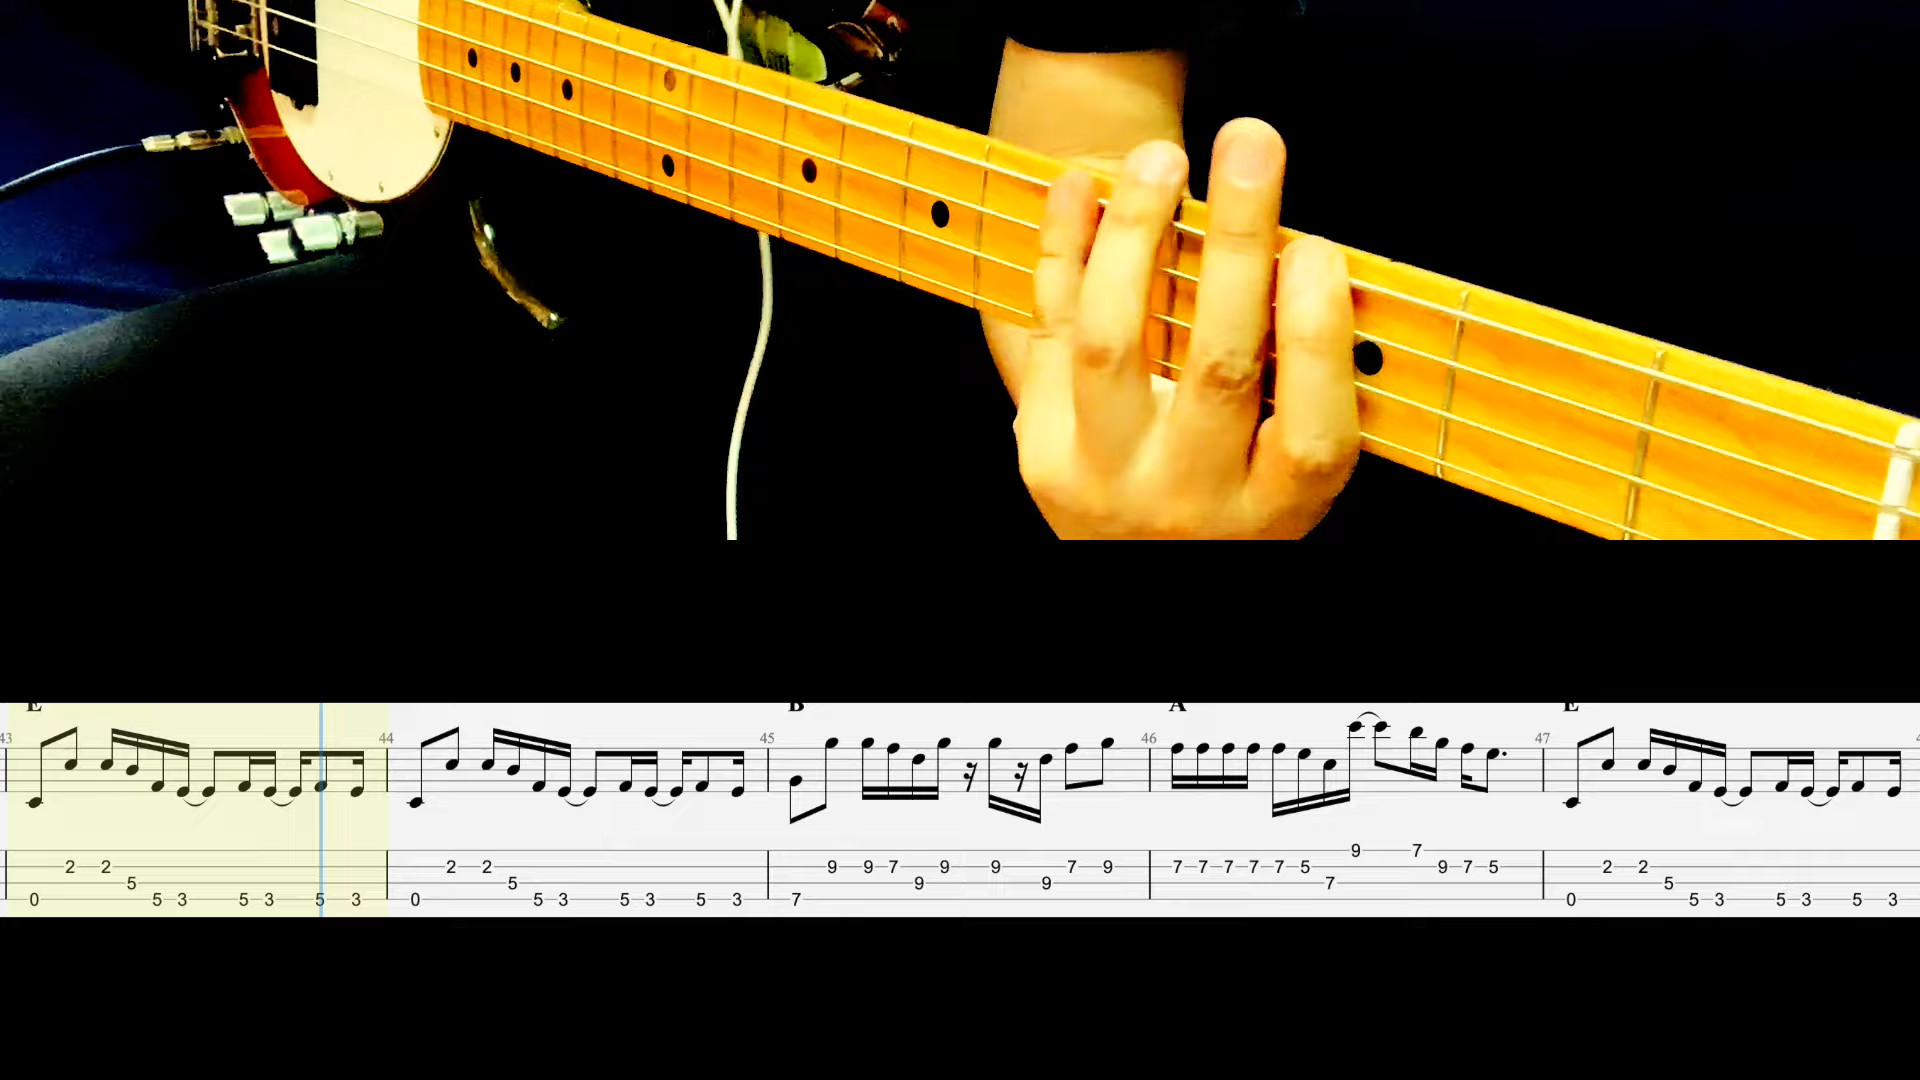 E B A E
43 44 45 46 47
9 7
2 2 2 2 9 9 7 9 9 7 9 7 7 7 7 7 5 9 7 5 2 2
5 5 9 9 7 5
0 5 3 5 3 5 3 0 5 3 5 3 5 3 7 0 5 3 5 3 5 3